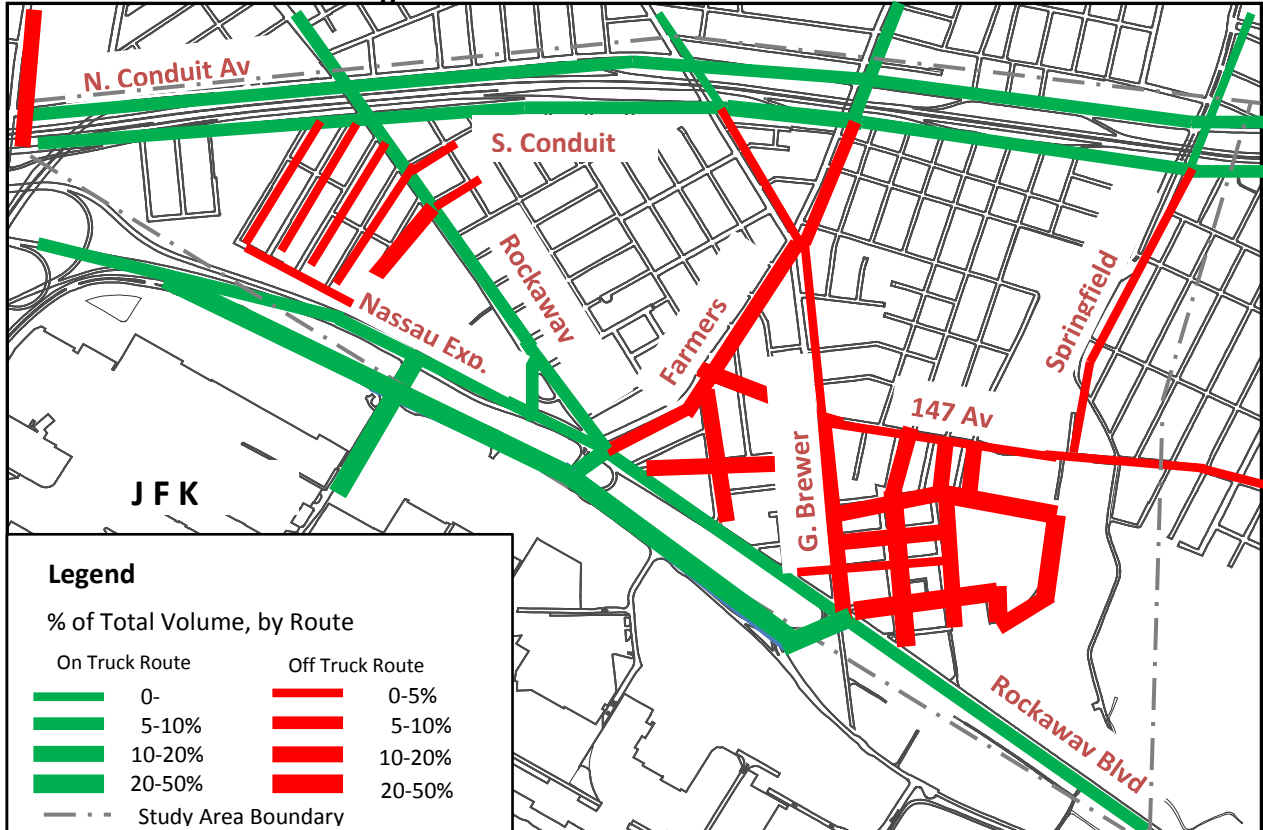 N. Conduit Av
S. Conduit
Rockaway
Nassau Exp.
Farmers
Springfield
147 Av
G. Brewer
J F K
Rockaway Blvd
Legend
% of Total Volume, by Route
On Truck Route
Off Truck Route
0-
0-5%
5-10%
5-10%
10-20%
10-20%
20-50%
20-50%
Study Area Boundary